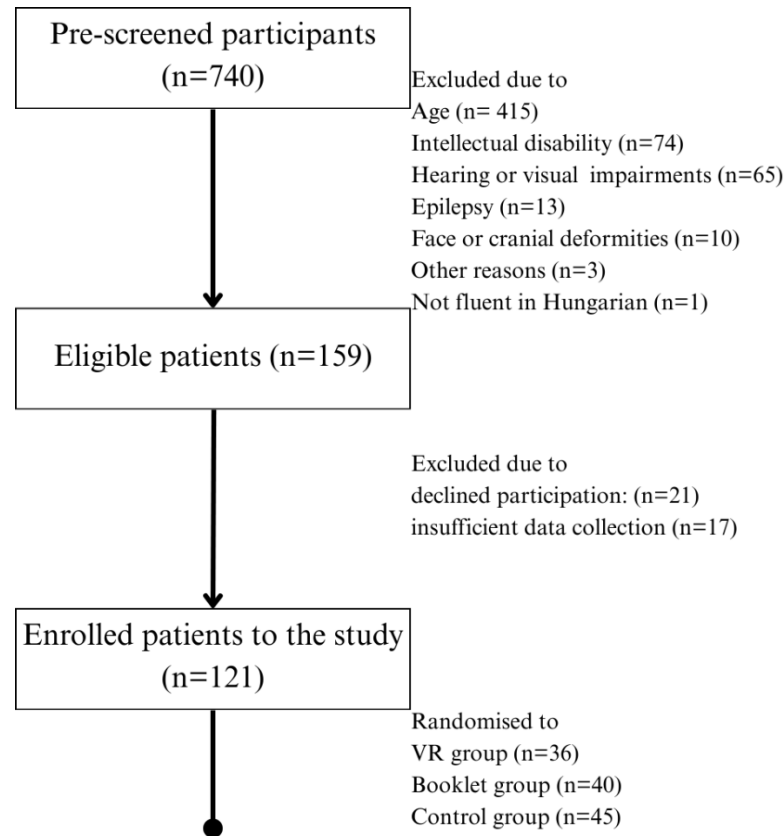 Pre-screened participants
(n=740)
Excluded due to
Age (n= 415)
Intellectual disability (n=74)
Hearing or visual impairments (n=65)
Epilepsy (n=13)
Face or cranial deformities (n=10)
Other reasons (n=3)
Not fluent in Hungarian (n=1)
Eligible patients (n=159)
Excluded due to
declined participation: (n=21)
insufficient data collection (n=17)
Enrolled patients to the study
(n=121)
Randomised to
VR group (n=36)
Booklet group (n=40)
Control group (n=45)